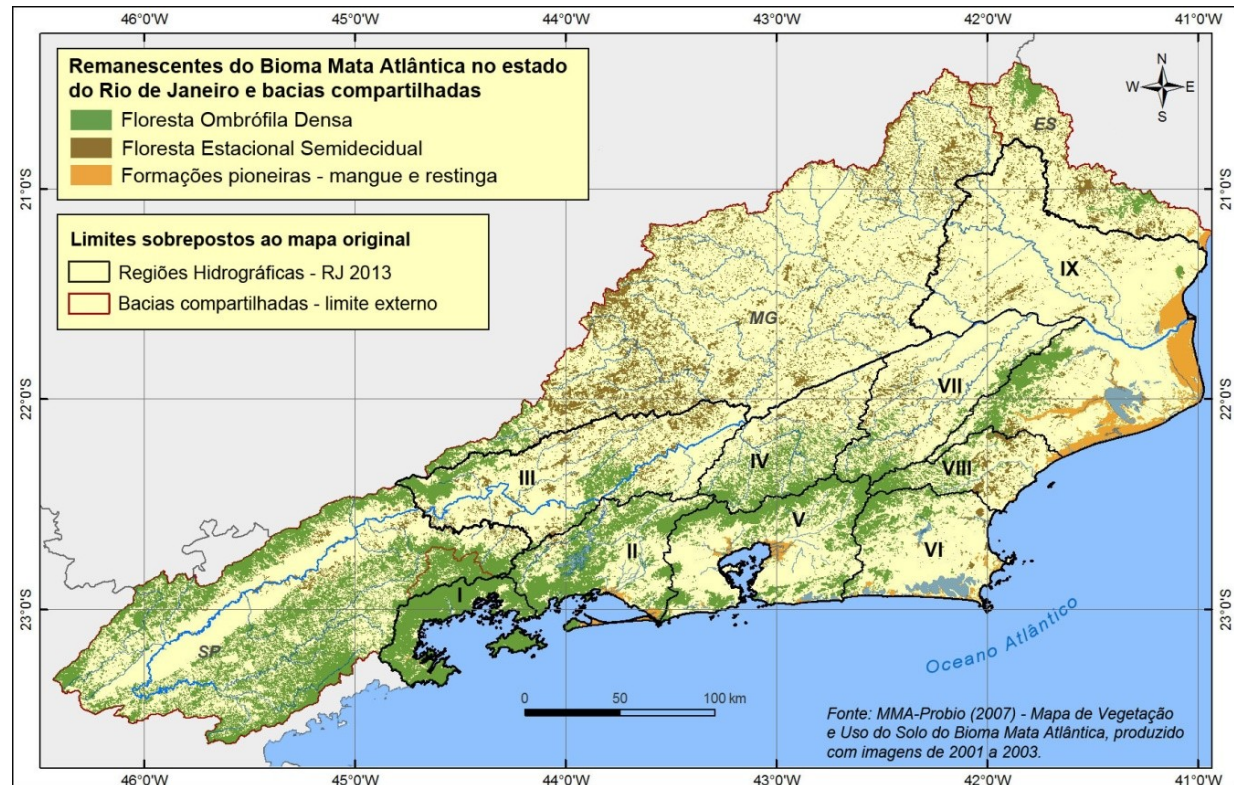 46°0'W 45°0'W 44°0'W 43°0'W 42°0'W 41°0'W
Remanescentes do Bioma Mata Atlântica no estado
do Rio de Janeiro e bacias compartilhadas
Floresta Ombrófila Densa
Floresta Estacional Semidecidual
Formações pioneiras - mangue e restinga
Limites sobrepostos ao mapa original
Regiões Hidrográficas - RJ 2013
Bacias compartilhadas - limite externo
N
W E
S
ES
21°0'S 21°0'S
IX
MG
VII
22°0'S 22°0'S
IV
VIII
III
V
II
VI
I
23°0'S 23°0'S
SP
Oceano Atlântico
0 50 100 km
Fonte: MMA-Probio (2007) - Mapa de Vegetação
e Uso do Solo do Bioma Mata Atlântica, produzido
com imagens de 2001 a 2003.
46°0'W 45°0'W 44°0'W 43°0'W 42°0'W 41°0'W